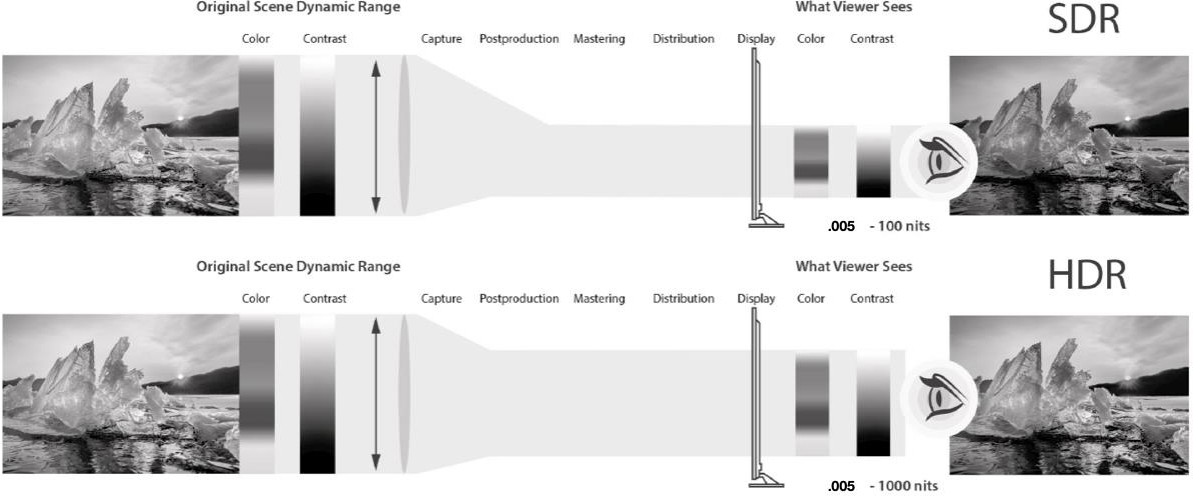 Original Scene Dynamic Range What Viewer Sees SDR
Color Contrast Capture Postproduction Mastering Distribution Display Color Contrast
.005 - 100 nits
Original Scene Dynamic Range What Viewer Sees HDR
Color Contrast Capture Postproduction Mastering Distribution Display Color Contrast
.005 - 1000 nits